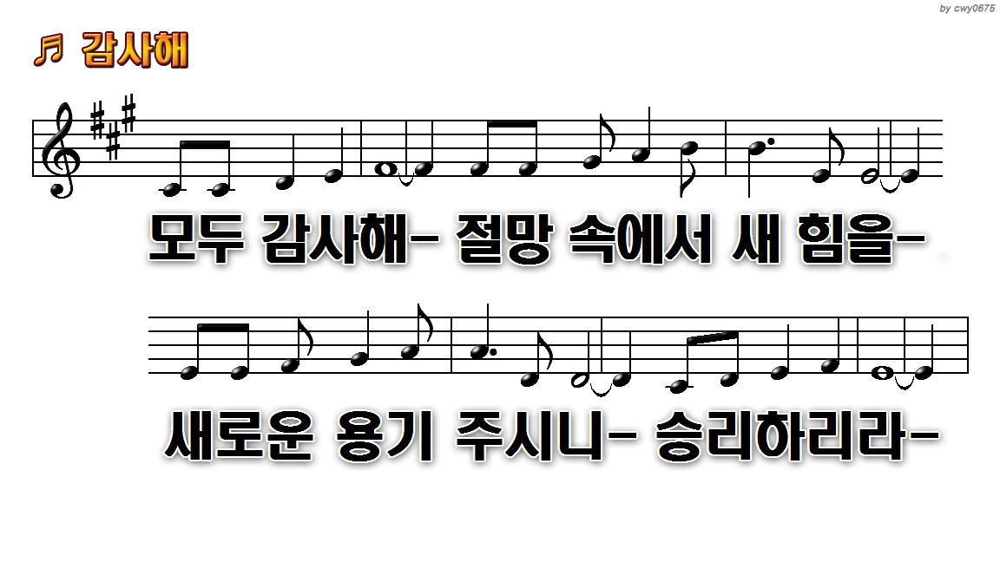 by cwy0675
♬ 감사해
모두 감사해- 절망 속에서 새 힘을-
새로운 용기 주시니- 승리하리라-